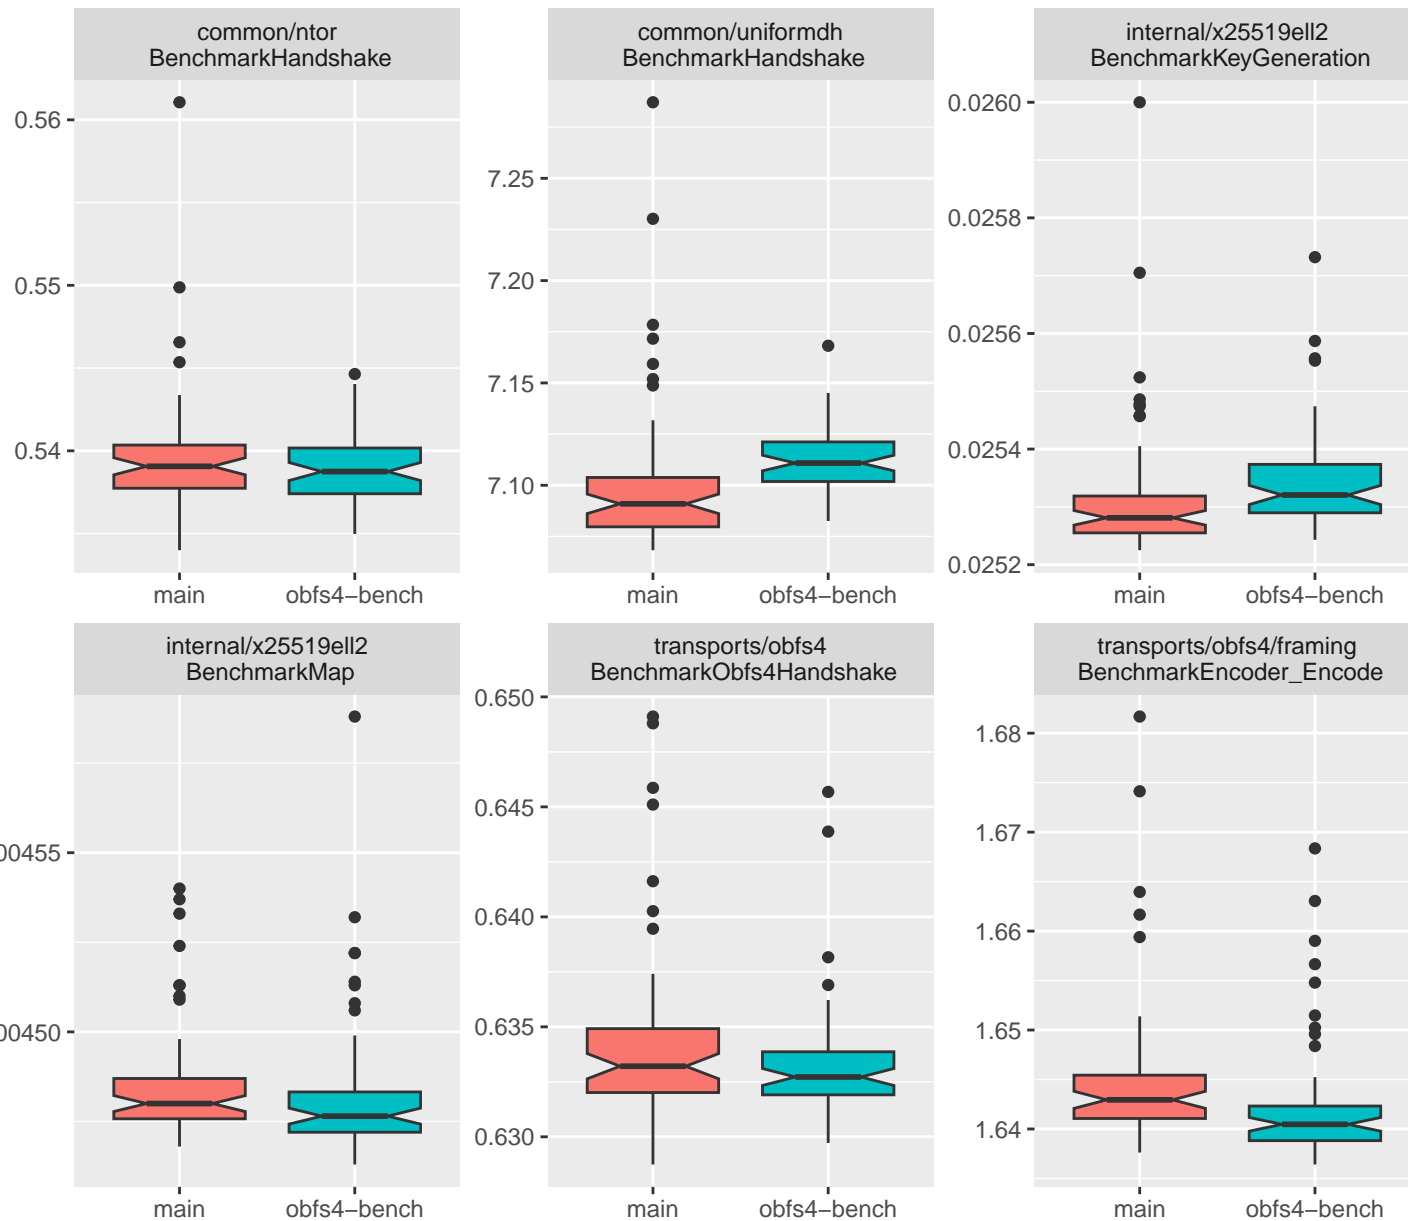 common/ntor
BenchmarkHandshake
common/uniformdh
BenchmarkHandshake
internal/x25519ell2
BenchmarkKeyGeneration
0.56
0.55
0.54
7.25
7.20
7.15
7.10
0.0260
0.0258
0.0256
0.0254
0.0252
main obfs4−bench
main obfs4−bench
main obfs4−bench
internal/x25519ell2
BenchmarkMap
transports/obfs4
BenchmarkObfs4Handshake
transports/obfs4/framing
BenchmarkEncoder_Encode
00455
00450
0.650
0.645
0.640
0.635
0.630
1.68
1.67
1.66
1.65
1.64
main obfs4−bench
main obfs4−bench
main obfs4−bench